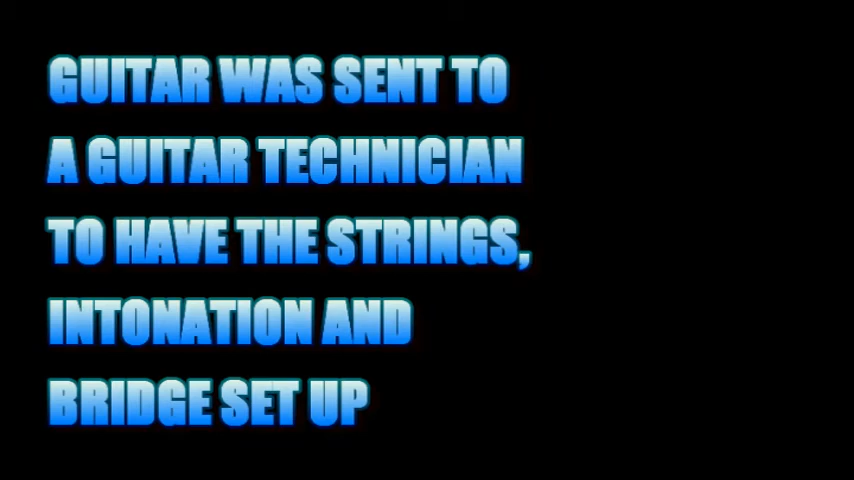 GUITAR WAS SENT TO
A GUITAR TECHNICIAN
TO HAVE THE STRINGS,
INTONATION AND
BRIDGE SET UP